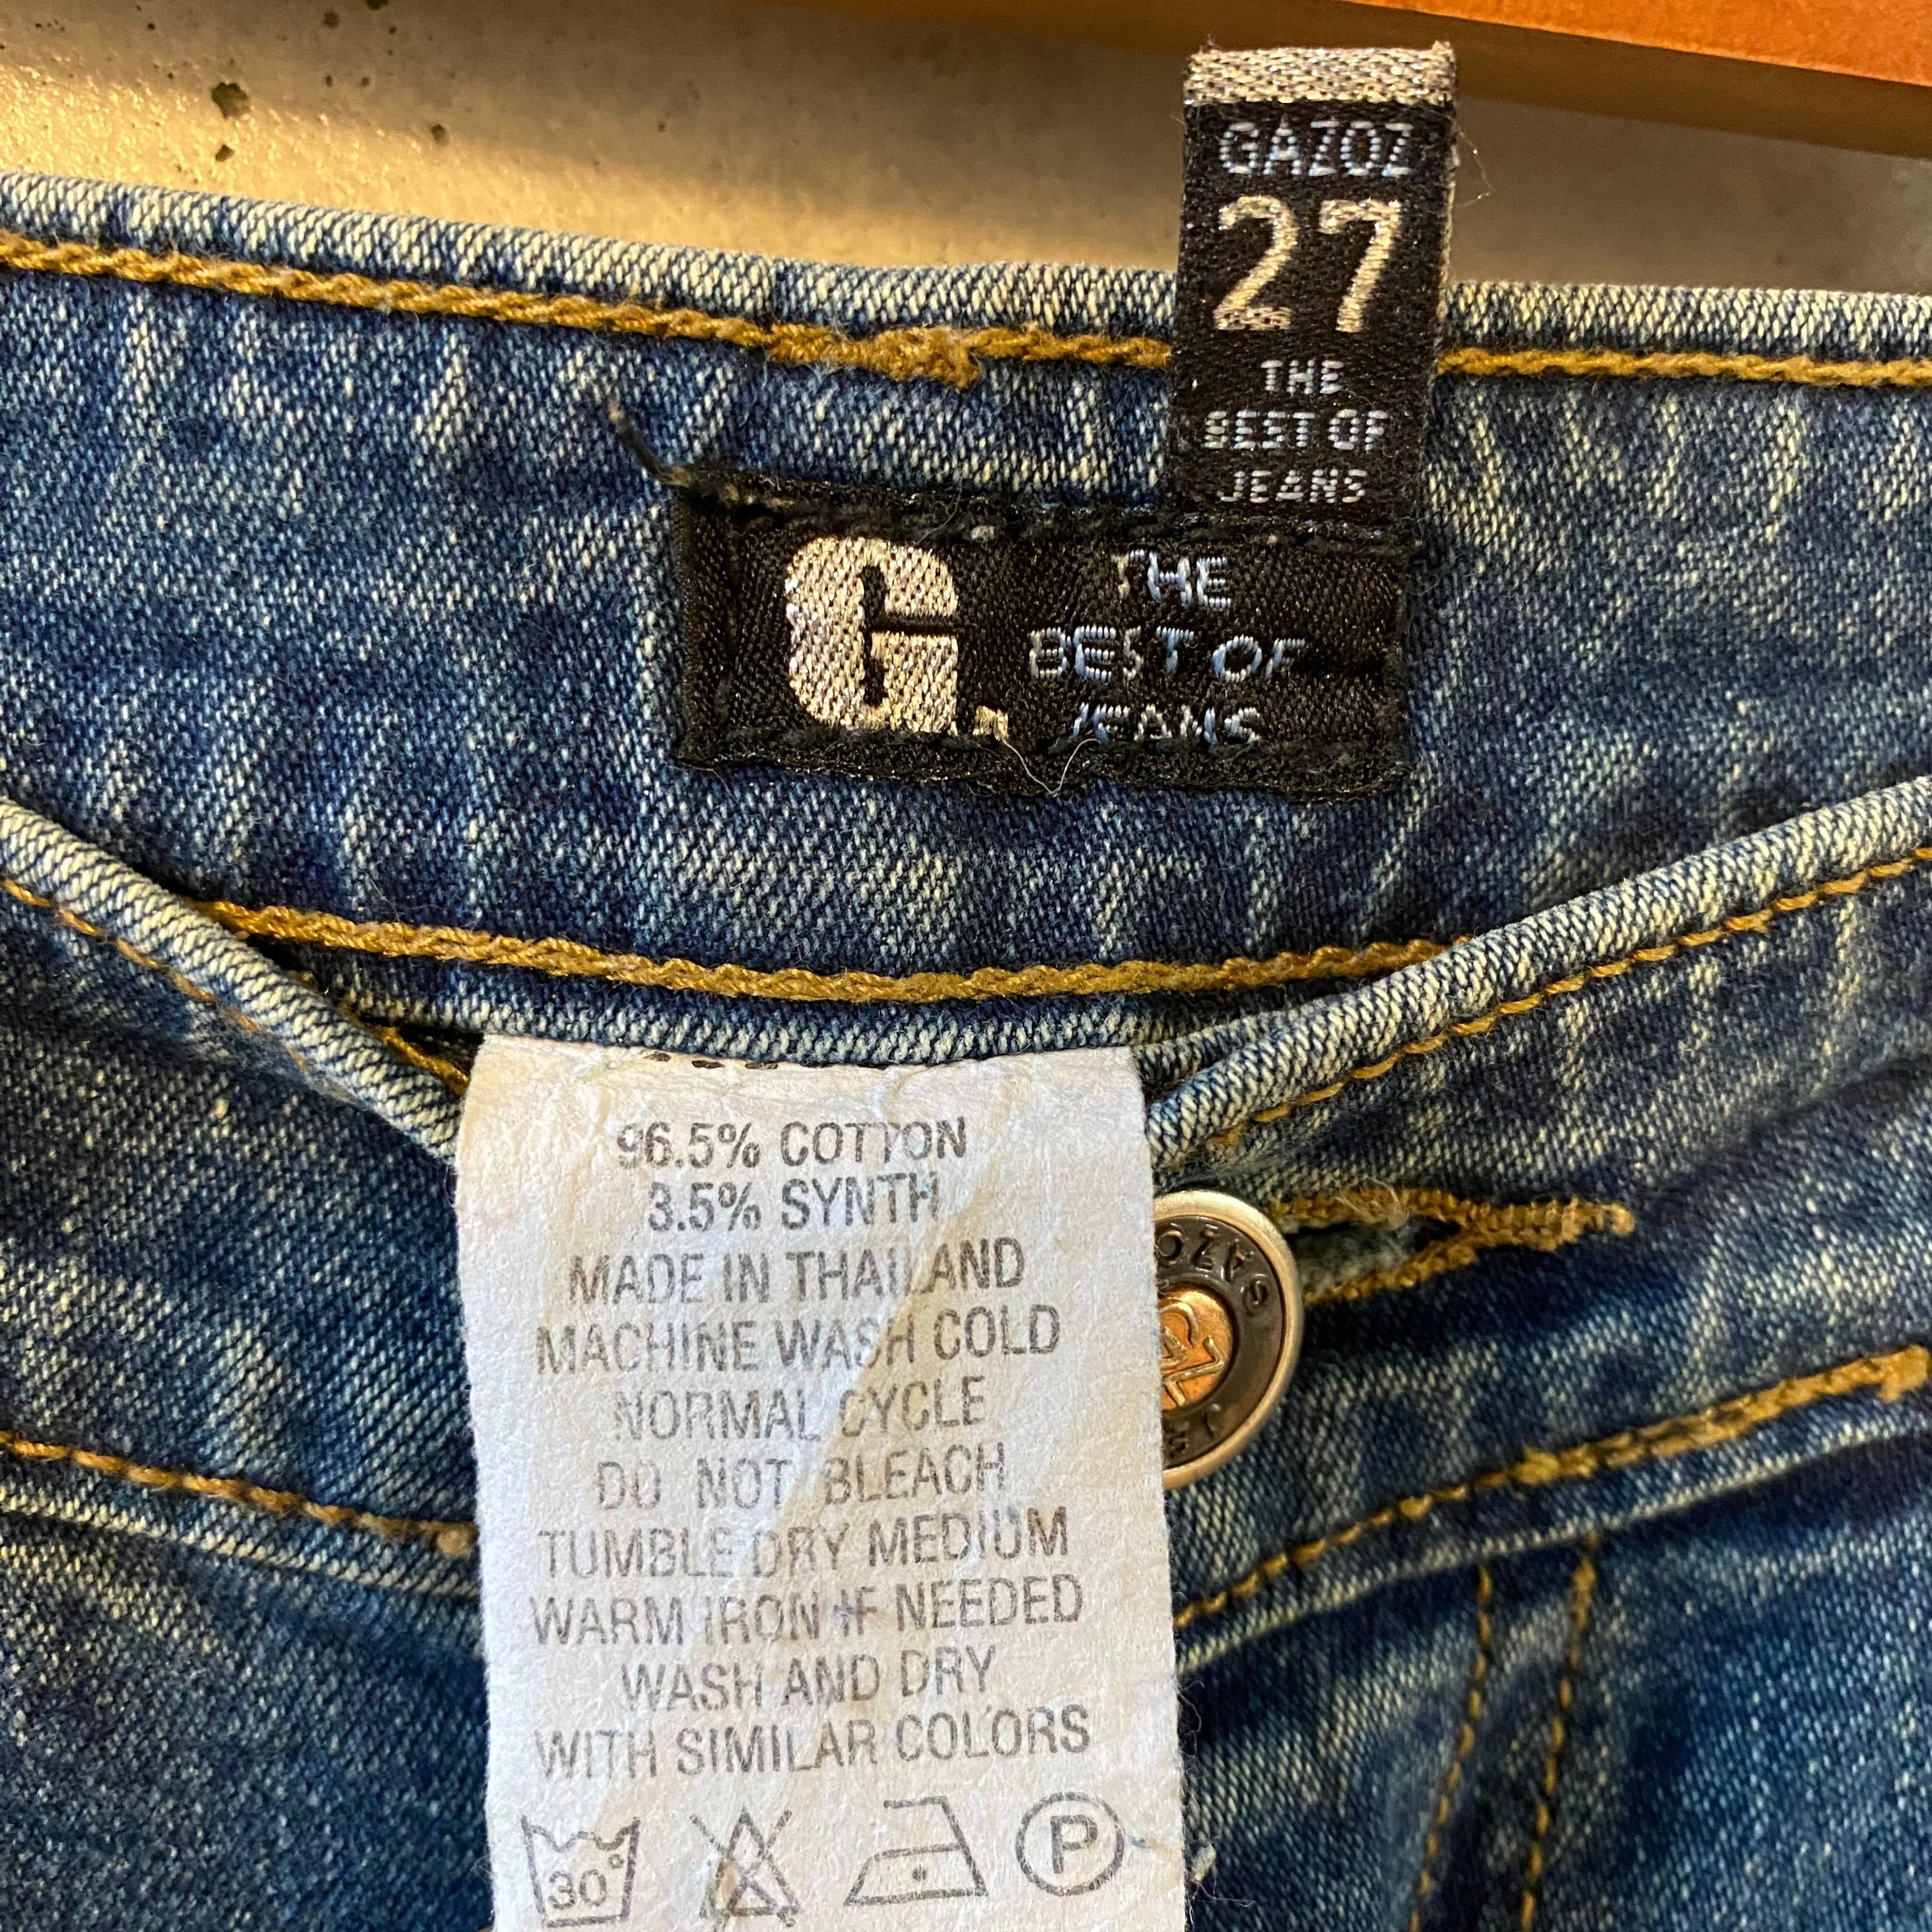 GAZOZ
27
THE
BEST OF
JEANS
G.
THE
BEST OF
JEANS
96.5% COTTON
3.5% SYNTH
MADE IN THAILAND
MACHINE WASH COLD
NORMAL CYCLE
DO NOT BLEACH
TUMBLE DRY MEDIUM
WARM IRON IF NEEDED
WASH AND DRY
WITH SIMILAR COLORS
30°
P